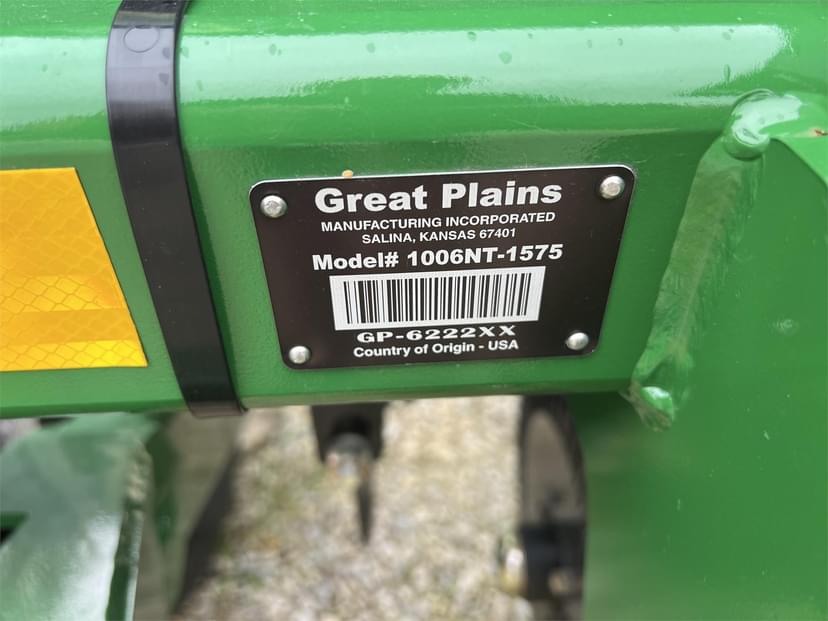 Great Plains
MANUFACTURING INCORPORATED
SALINA, KANSAS 67401
Model# 1006NT-1575
GP-6222XX
Country of Origin - USA